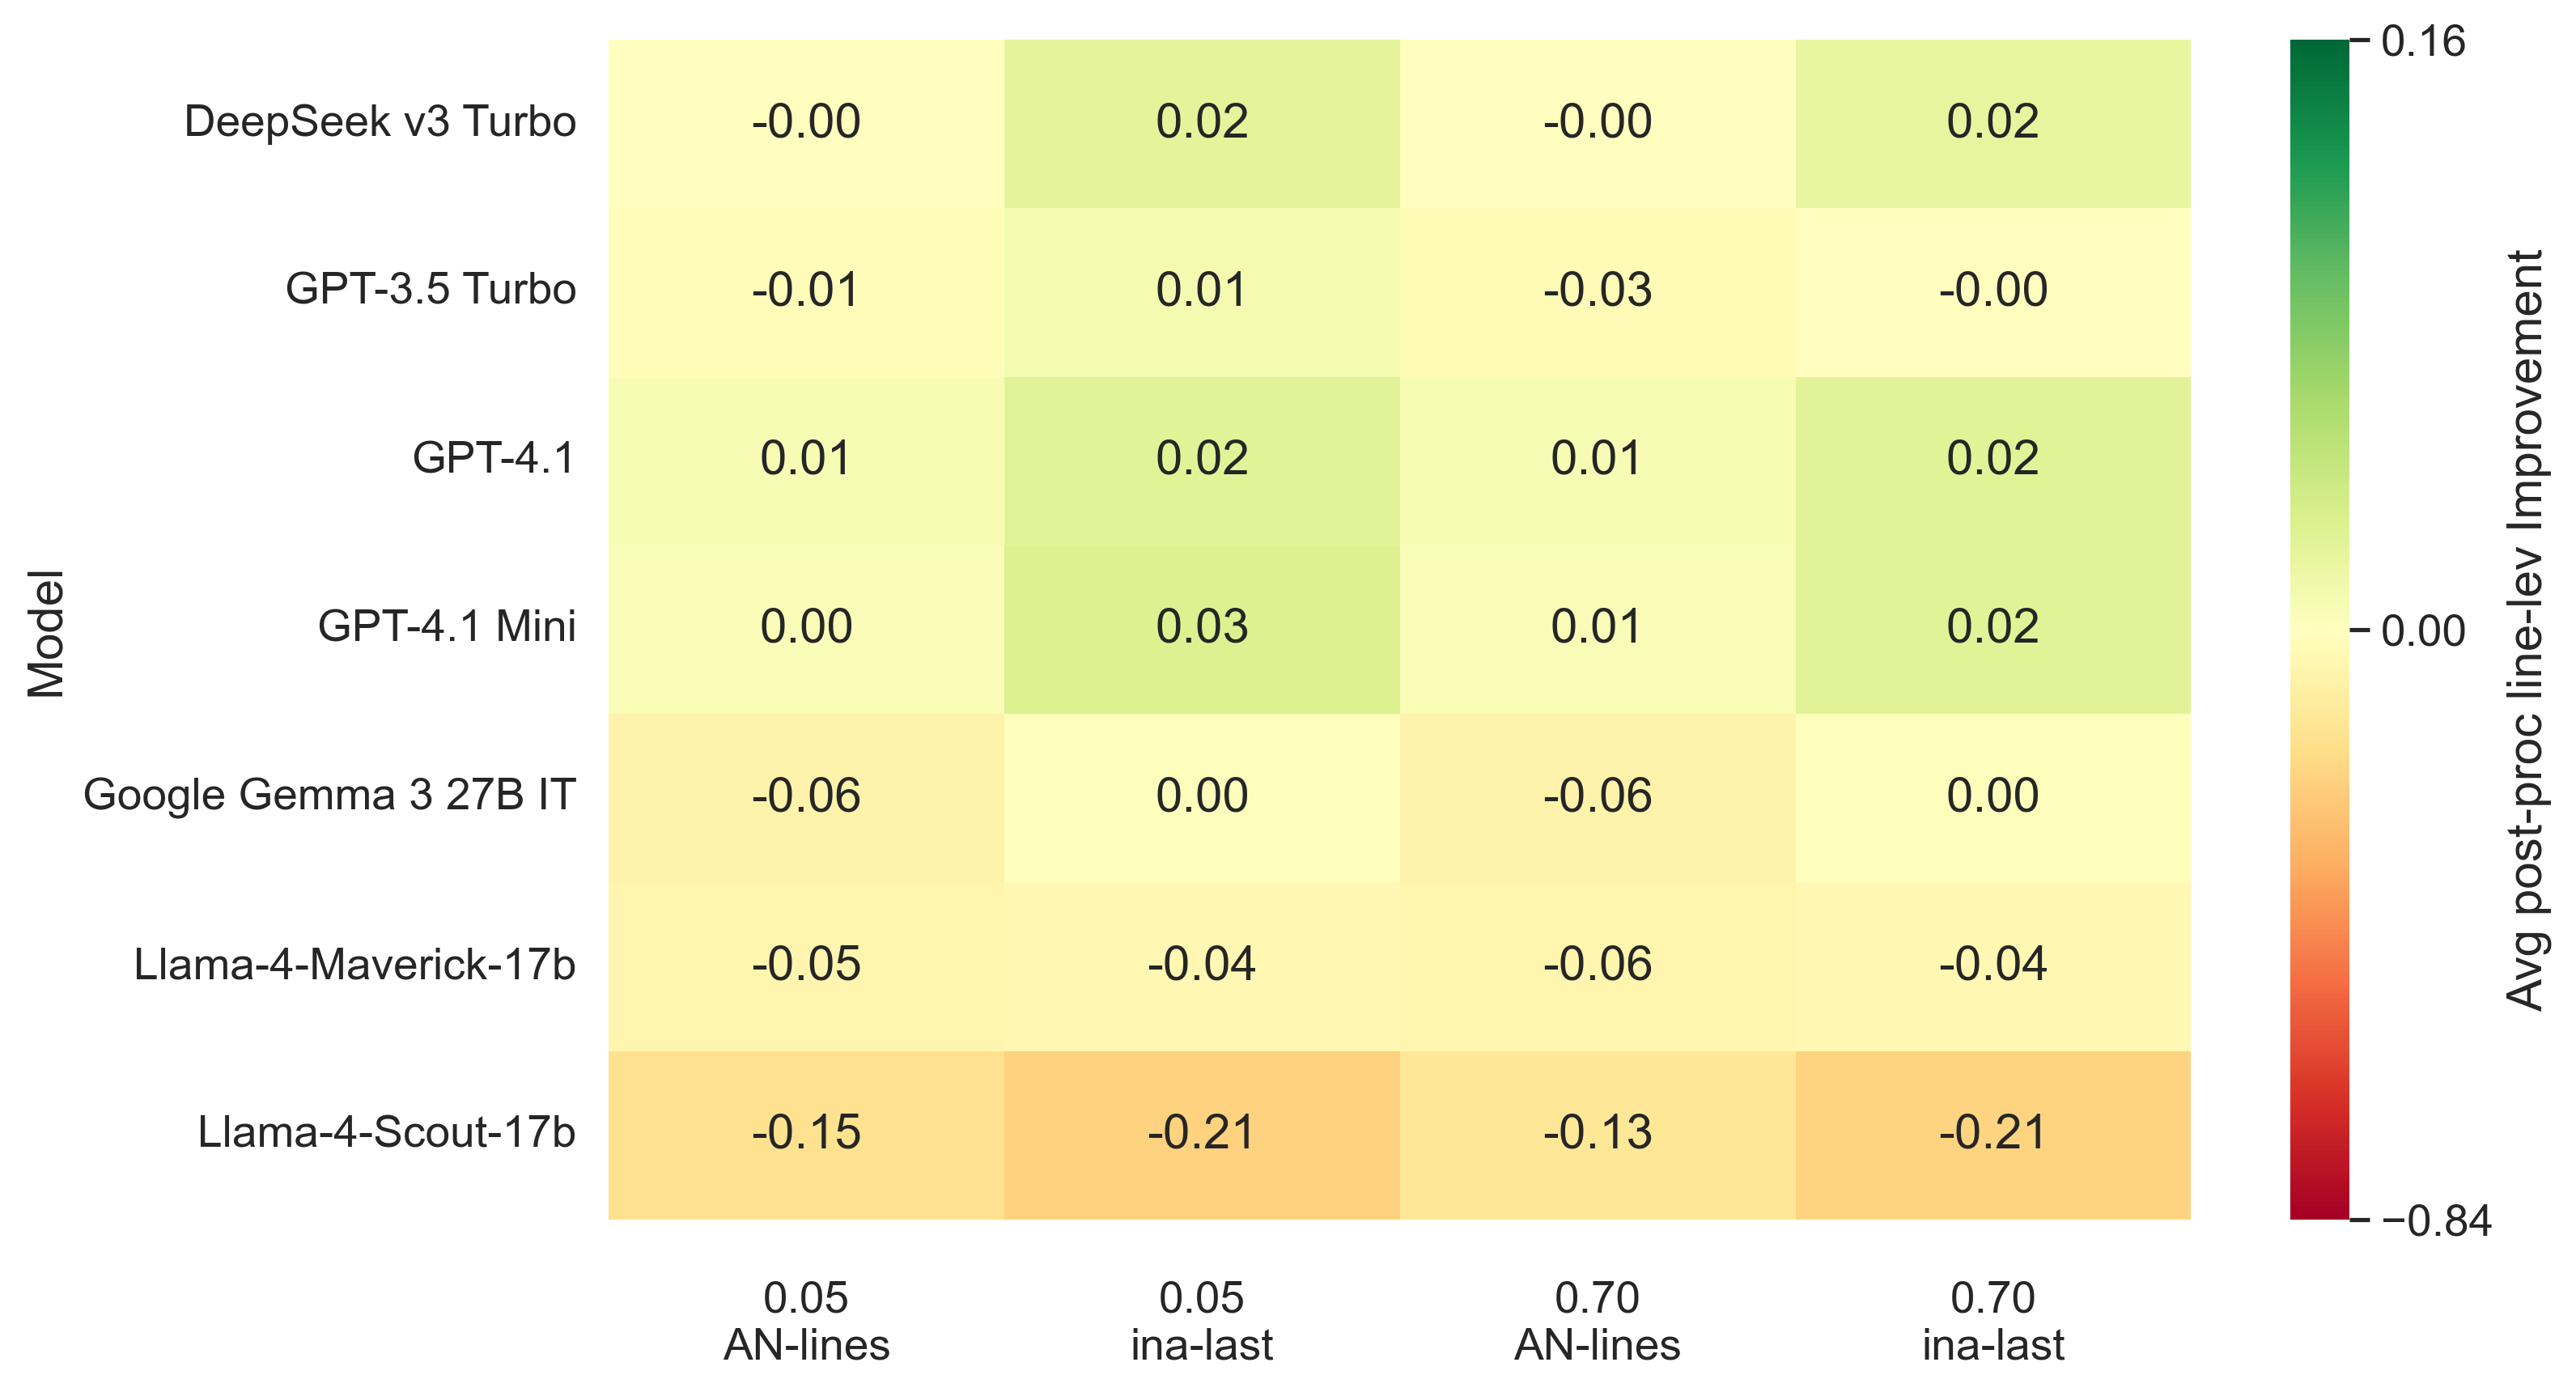 DeepSeek v3 Turbo -0.00 0.02 -0.00 0.02
GPT-3.5 Turbo -0.01 0.01 -0.03 -0.00
GPT-4.1 0.01 0.02 0.01 0.02
GPT-4.1 Mini 0.00 0.03 0.01 0.02
Google Gemma 3 27B IT -0.06 0.00 -0.06 0.00
Llama-4-Maverick-17b -0.05 -0.04 -0.06 -0.04
Llama-4-Scout-17b -0.15 -0.21 -0.13 -0.21
0.05 0.05 0.70 0.70
AN-lines ina-last AN-lines ina-last
Model
0.16
0.00
−0.84
Avg post-proc line-lev Improvement